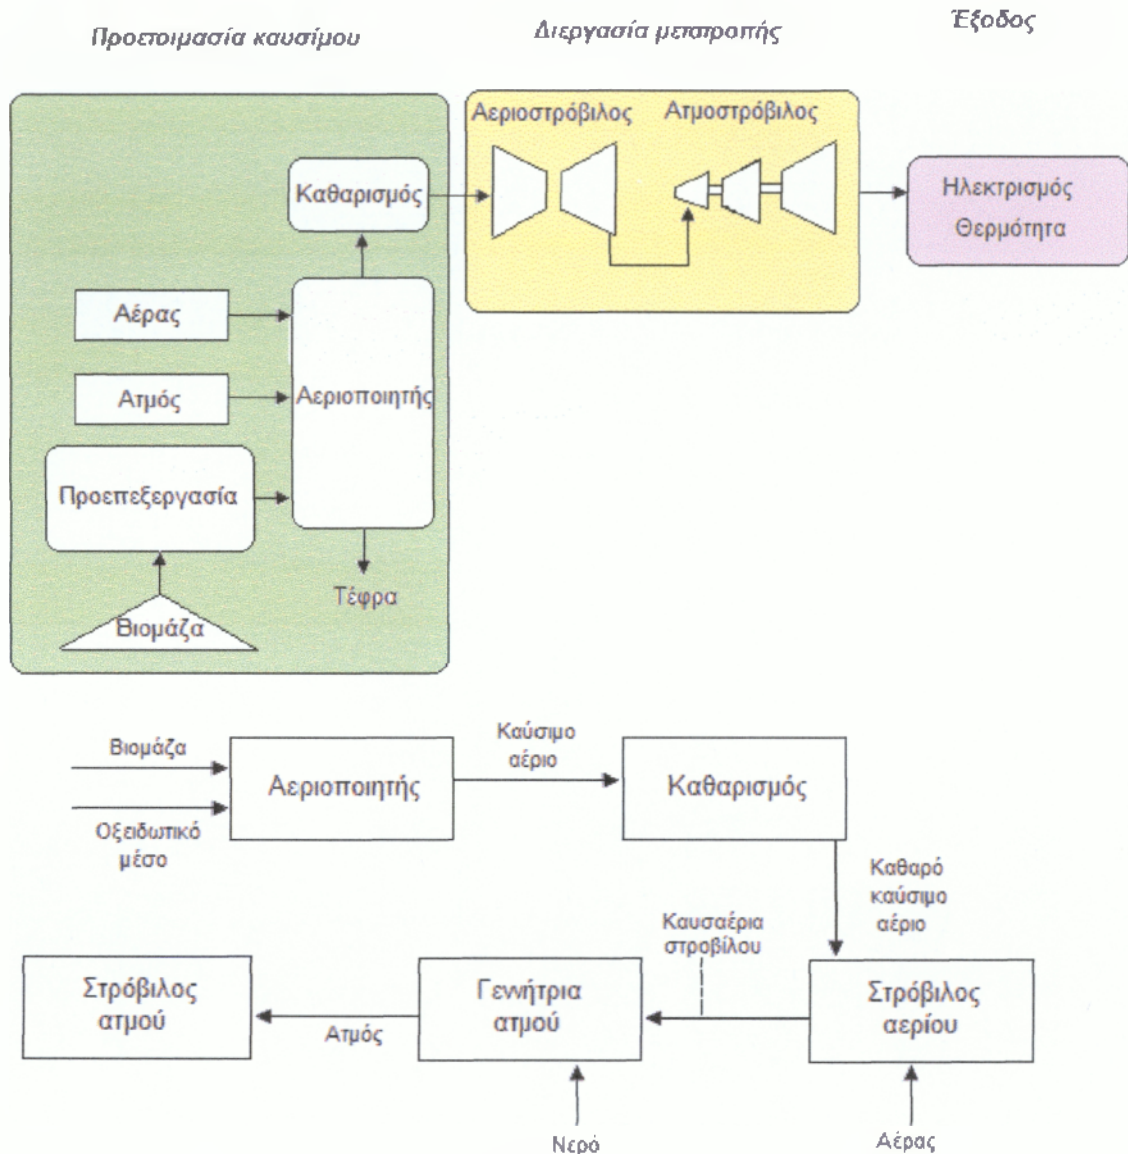 Προετοιμασία καυσίμου
Διεργασία μετατροπής
Έξοδος
Αεριοστρόβιλος
Ατμοστρόβιλος
Καθαρισμός
Ηλεκτρισμός
Θερμότητα
Αέρας
Ατμός
Αεριοποιητής
Προεπεξεργασία
Τέφρα
Βιομάζα
Βιομάζα
Οξειδωτικό
μέσο
Αεριοποιητής
Καύσιμο
αέριο
Καθαρισμός
Καθαρό
καύσιμο
αέριο
Στρόβιλος
αερίου
Αέρας
Καυσαέρια
στροβίλου
Γεννήτρια
ατμού
Νερό
Ατμός
Στρόβιλος
ατμού